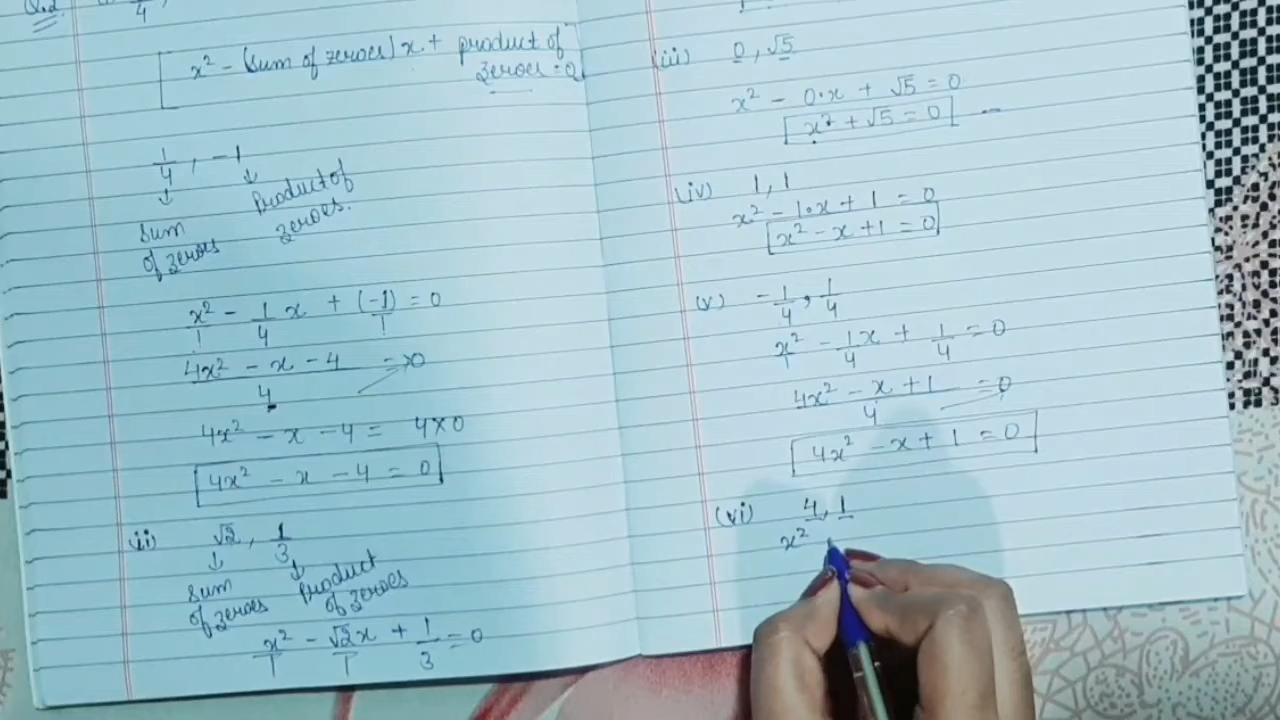 Q.2
1/4,
x² - (Sum of zeroes)x + product of
zeroes = 0
1/4, -1
↓ ↓
Sum of zeroes
Product of zeroes.
x²/1 - 1/4 x + (-1)/1 = 0
(4x² - x - 4)/4 = 0
4x² - x - 4 = 4×0
4x² - x - 4 = 0
ii) √2, 1/3
↓ ↓
Sum of zeroes
Product of zeroes
x²/1 - √2x/1 + 1/3 = 0
(iii) 0, √5
x² - 0·x + √5 = 0
x² + √5 = 0
(iv) 1, 1
x² - 1·x + 1 = 0
x² - x + 1 = 0
(v) -1/4, 1/4
x²/1 - 1/4 x + 1/4 = 0
(4x² - x + 1)/4 = 0
4x² - x + 1 = 0
(vi) 4, 1
x²